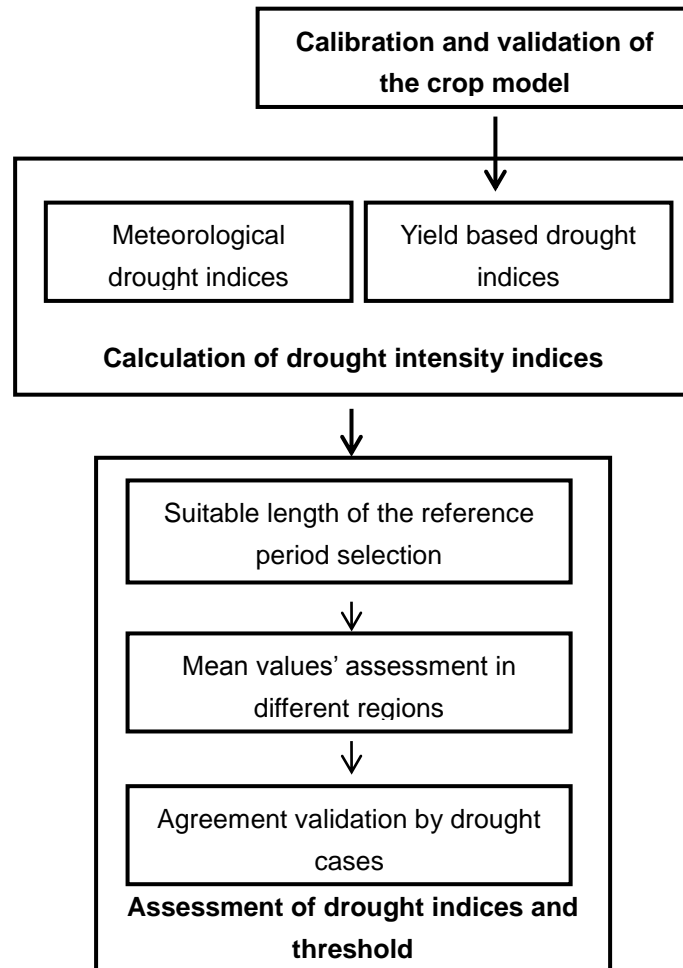 Calibration and validation of
the crop model
Meteorological
drought indices
Yield based drought
indices
Calculation of drought intensity indices
Suitable length of the reference
period selection
Mean values’ assessment in
different regions
Agreement validation by drought
cases
Assessment of drought indices and
threshold